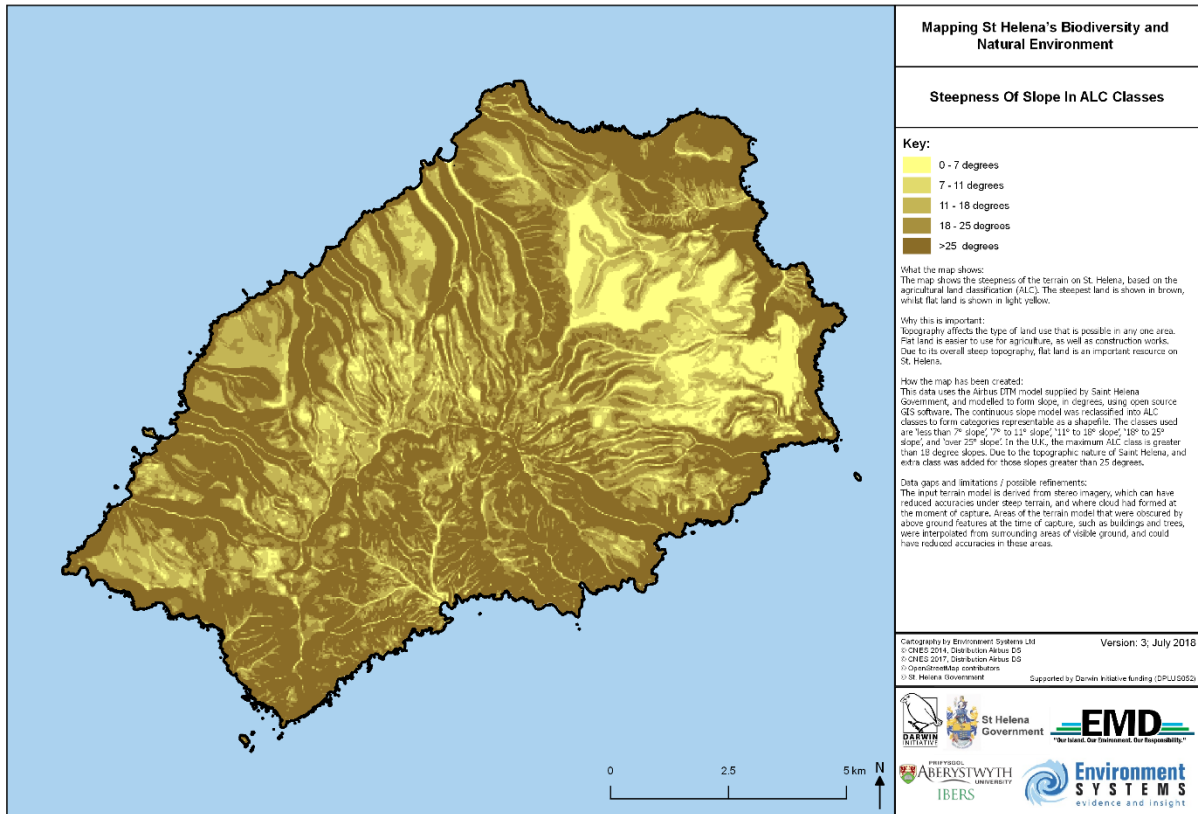 Mapping St Helena's Biodiversity and
Natural Environment
Steepness Of Slope In ALC Classes
Key:
0 - 7 degrees
7 - 11 degrees
11 - 18 degrees
18 - 25 degrees
>25 degrees
What the map shows:
The map shows the steepness of the terrain on St. Helena, based on the
agricultural land classification (ALC). The steepest land is shown in brown,
whilst flat land is shown in light yellow.
Why this is important:
Topography affects the type of land use that is possible in any one area.
Flat land is easier to use for agriculture, as well as construction works.
Due to its overall steep topography, flat land is an important resource on
St. Helena.
How the map has been created:
This data uses the Airbus DTM model supplied by Saint Helena
Government, and modelled to form slope, in degrees, using open source
GIS software. The continuous slope model was reclassified into ALC
classes to form categories representable as a shapefile. The classes used
are 'less than 7° slope', '7° to 11° slope', '11° to 18° slope', '18° to 25°
slope', and 'over 25° slope'. In the U.K., the maximum ALC class is greater
than 18 degree slopes. Due to the topographic nature of Saint Helena, and
extra class was added for those slopes greater than 25 degrees.
Data gaps and limitations / possible refinements:
The input terrain model is derived from stereo imagery, which can have
reduced accuracies under steep terrain, and where cloud had formed at
the moment of capture. Areas of the terrain model that were obscured by
above ground features at the time of capture, such as buildings and trees,
were interpolated from surrounding areas of visible ground, and could
have reduced accuracies in these areas.
Cartography by Environment Systems Ltd
© CNES 2014, Distribution Airbus DS
© CNES 2017, Distribution Airbus DS
© OpenStreetMap contributors
© St. Helena Government
Version: 3; July 2018
Supported by Darwin Initiative funding (DPLUS052)
DARWIN
INITIATIVE
St Helena
Government
EMD
"Our Island. Our Environment. Our Responsibility."
PRIFYSGOL
ABERYSTWYTH
UNIVERSITY
IBERS
Environment
SYSTEMS
evidence and insight
0 2.5 5 km N